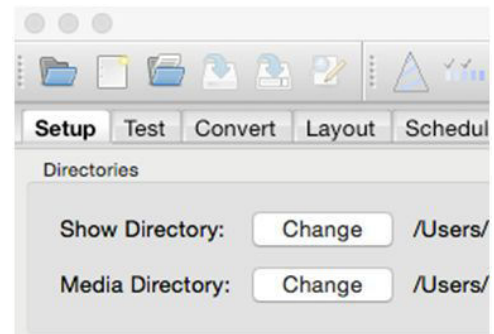 Setup Test Convert Layout Schedul
Directories
Show Directory: Change /Users/
Media Directory: Change /Users/